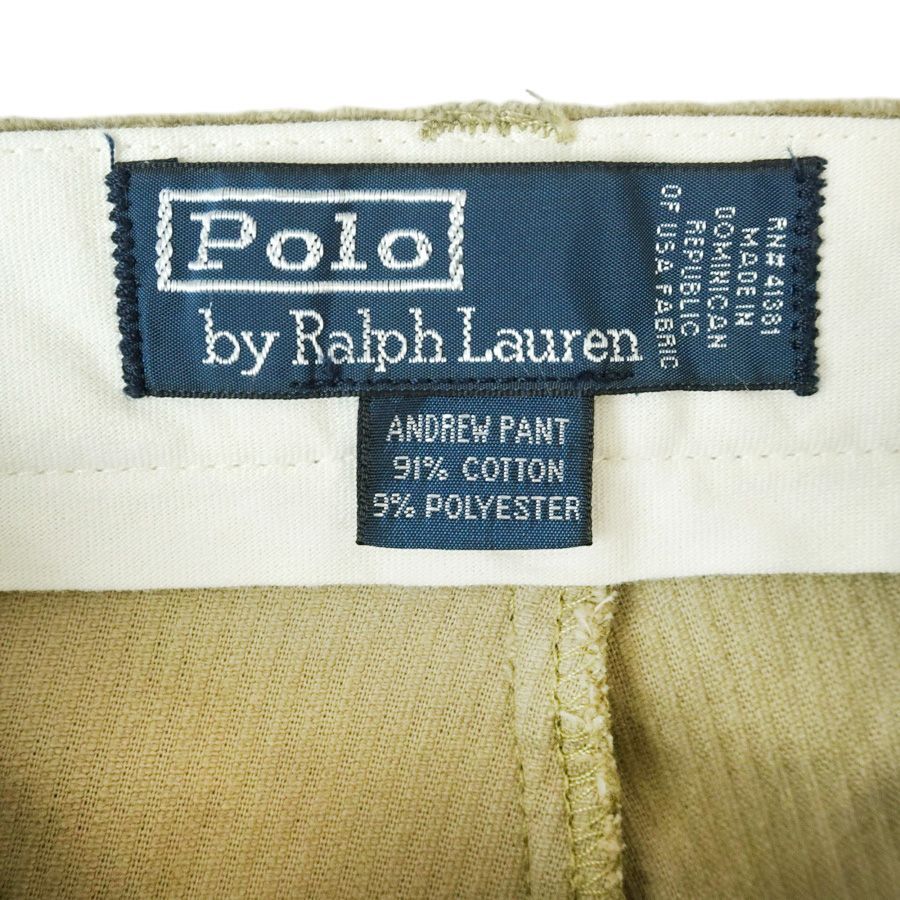 Polo
by Ralph Lauren
RN# 41381
MADE IN
DOMINICAN
REPUBLIC
OF USA FABRIC
ANDREW PANT
91% COTTON
9% POLYESTER